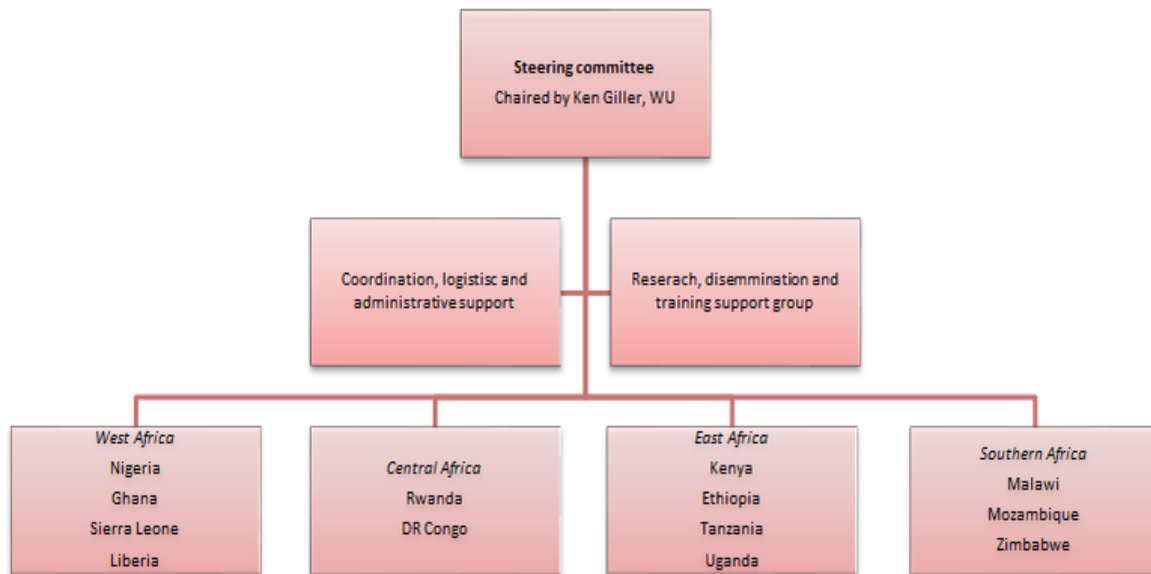 Steering committee
Chaired by Ken Giller, WU
Coordination, logistisc and
administrative support
Reserach, disemmination and
training support group
West Africa
Nigeria
Ghana
Sierra Leone
Liberia
Central Africa
Rwanda
DR Congo
East Africa
Kenya
Ethiopia
Tanzania
Uganda
Southern Africa
Malawi
Mozambique
Zimbabwe